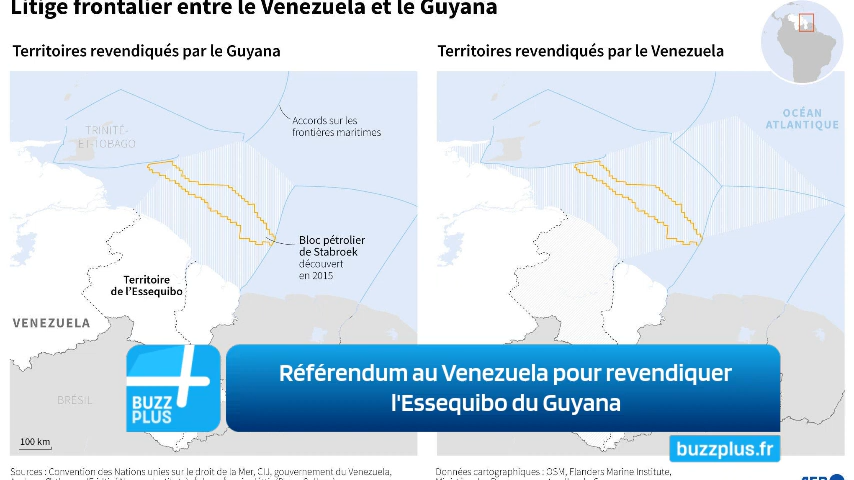 Litige frontalier entre le Venezuela et le Guyana
Territoires revendiqués par le Guyana
TRINITÉ-
ET-TOBAGO
Accords sur les
frontières maritimes
Bloc pétrolier
de Stabroek
découvert
en 2015
Territoire
de l'Essequibo
VENEZUELA
BRÉSIL
100 km
Territoires revendiqués par le Venezuela
OCÉAN
ATLANTIQUE
BUZZ
PLUS
Référendum au Venezuela pour revendiquer
l'Essequibo du Guyana
buzzplus.fr
Sources : Convention des Nations unies sur le droit de la Mer, CIJ, gouvernement du Venezuela,
Données cartographiques : OSM, Flanders Marine Institute,
AFP